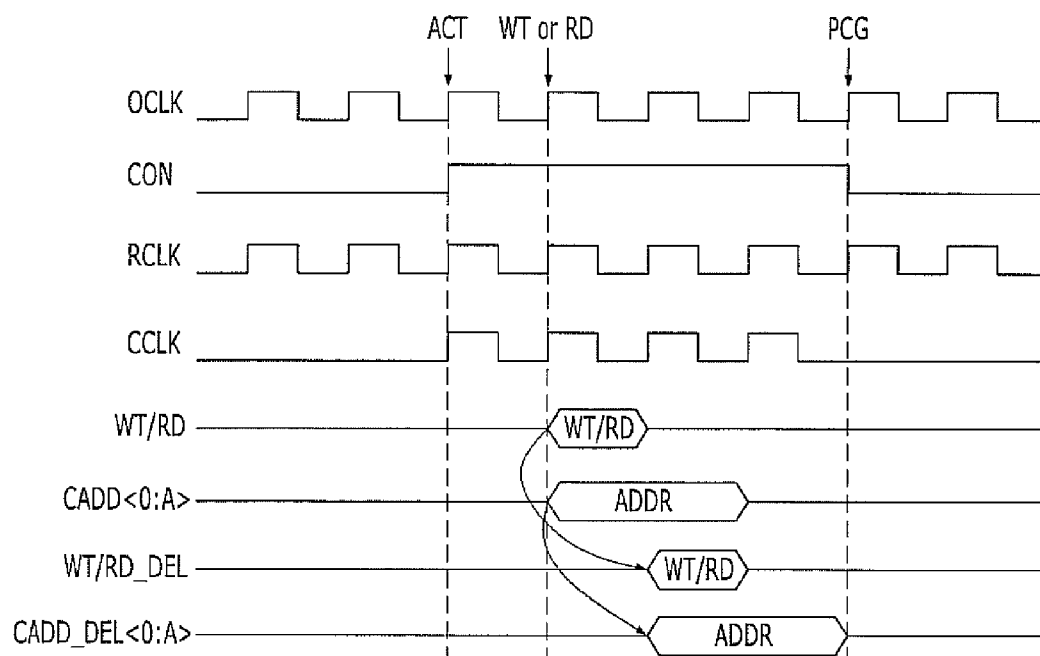 ACT WT or RD PCG
OCLK
CON
RCLK
CCLK
WT/RD WT/RD
CADD<0:A> ADDR
WT/RD_DEL WT/RD
CADD_DEL<0:A> ADDR